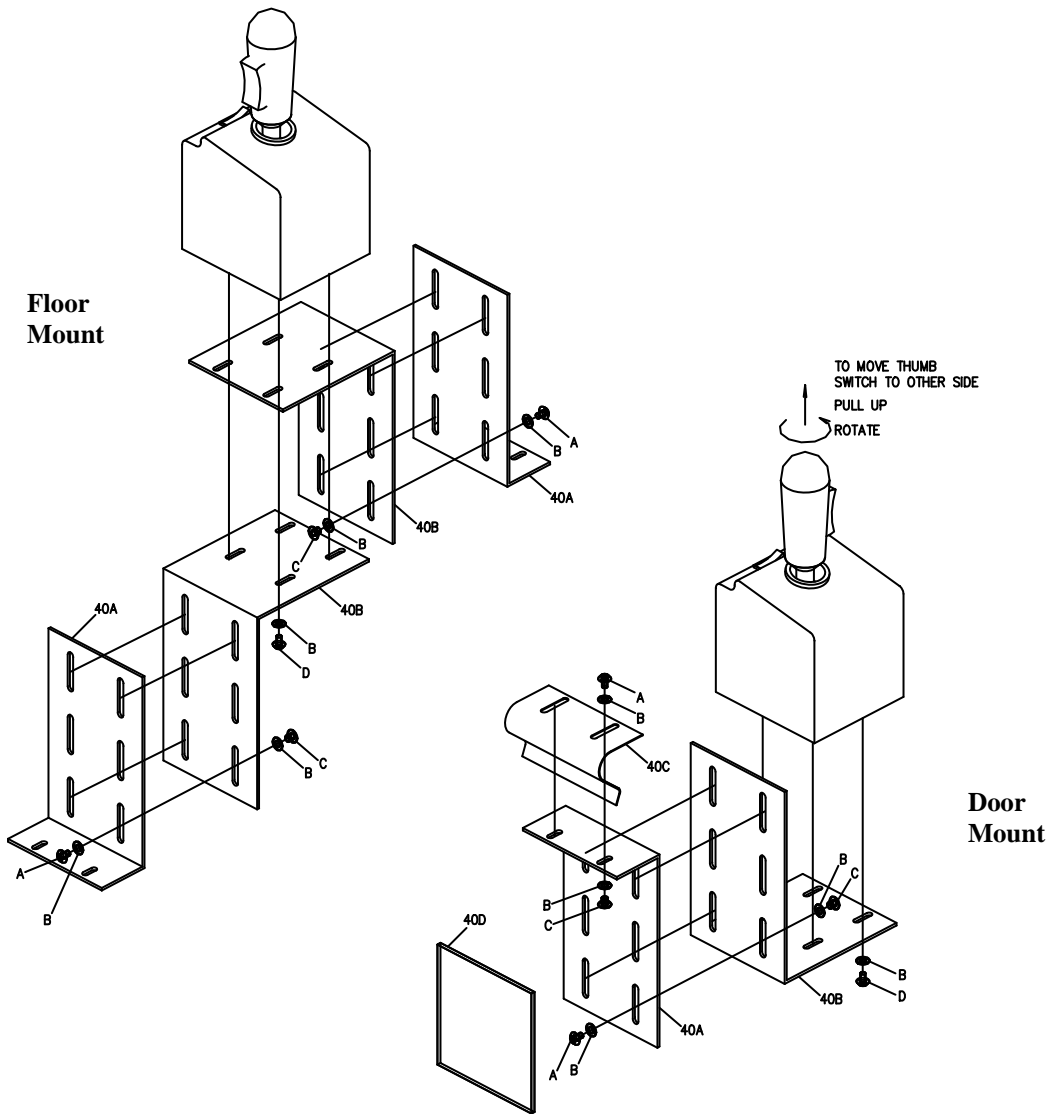 Floor
Mount
TO MOVE THUMB
SWITCH TO OTHER SIDE
PULL UP
ROTATE
A
B
40A
40B
B
C
40B
40A
B
D
C
B
A
B
A
B
40C
Door
Mount
B
C
B
C
40D
B
D
40B
40A
A
B